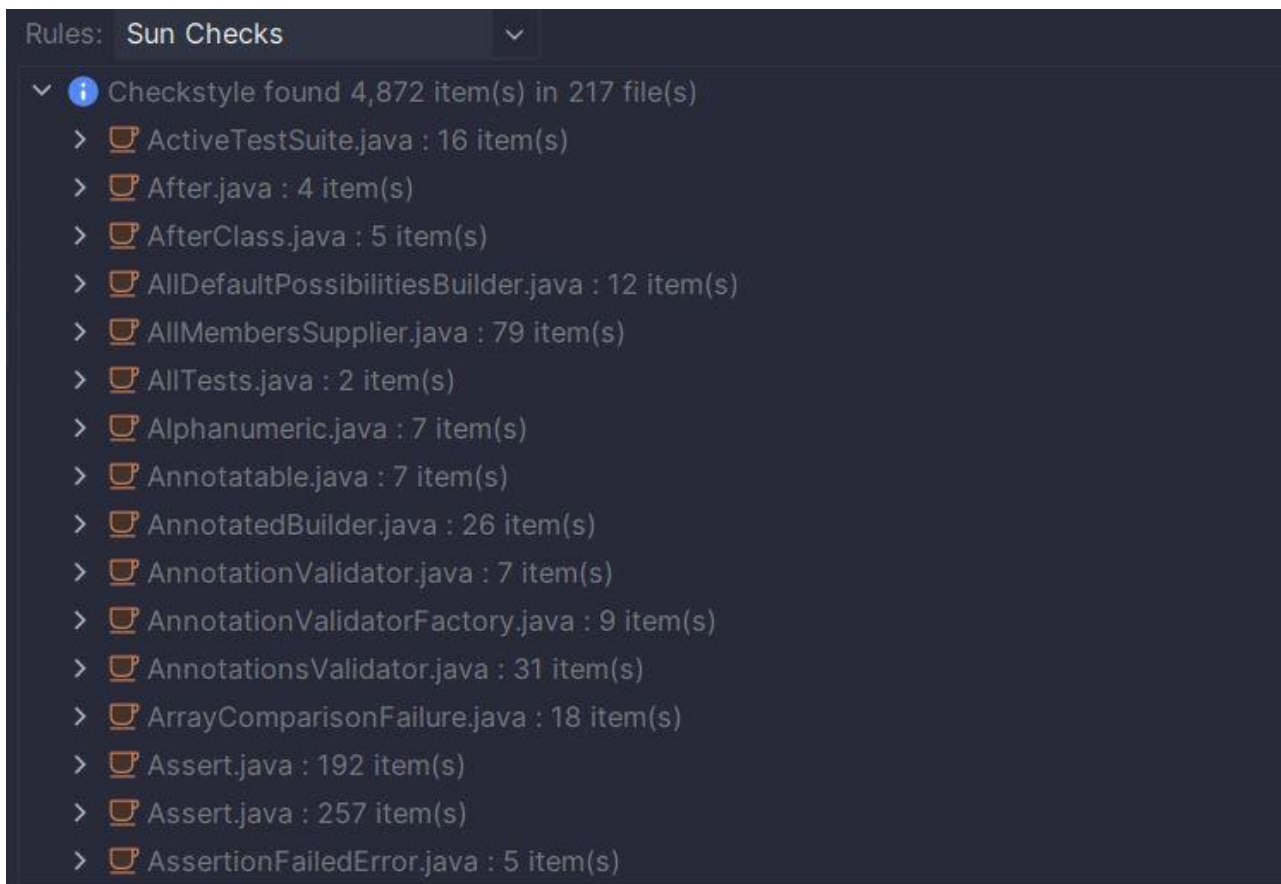 Rules: Sun Checks
Checkstyle found 4,872 item(s) in 217 file(s)
ActiveTestSuite.java : 16 item(s)
After.java : 4 item(s)
AfterClass.java : 5 item(s)
AllDefaultPossibilitiesBuilder.java : 12 item(s)
AllMembersSupplier.java : 79 item(s)
AllTests.java : 2 item(s)
Alphanumeric.java : 7 item(s)
Annotatable.java : 7 item(s)
AnnotatedBuilder.java : 26 item(s)
AnnotationValidator.java : 7 item(s)
AnnotationValidatorFactory.java : 9 item(s)
AnnotationsValidator.java : 31 item(s)
ArrayComparisonFailure.java : 18 item(s)
Assert.java : 192 item(s)
Assert.java : 257 item(s)
AssertionFailedError.java : 5 item(s)